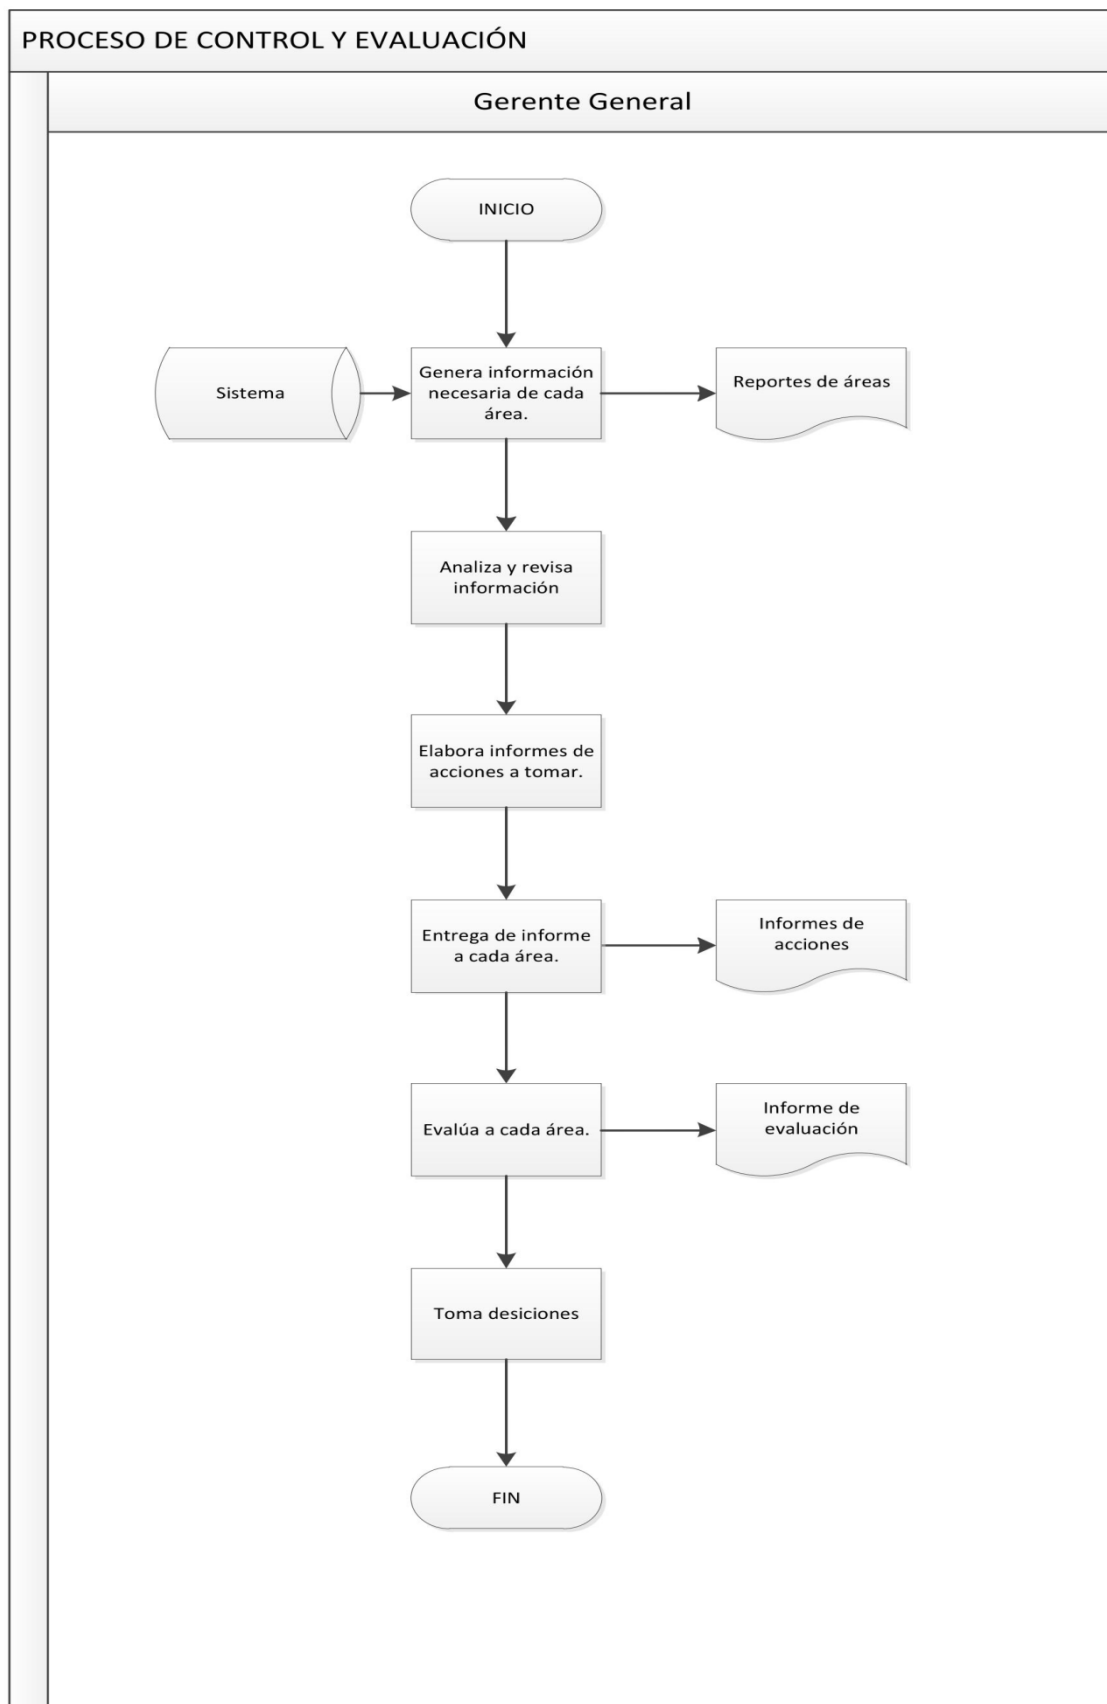 PROCESO DE CONTROL Y EVALUACIÓN
Gerente General
INICIO
Sistema
Genera información
necesaria de cada
área.
Reportes de áreas
Analiza y revisa
información
Elabora informes de
acciones a tomar.
Entrega de informe
a cada área.
Informes de
acciones
Evalúa a cada área.
Informe de
evaluación
Toma desiciones
FIN